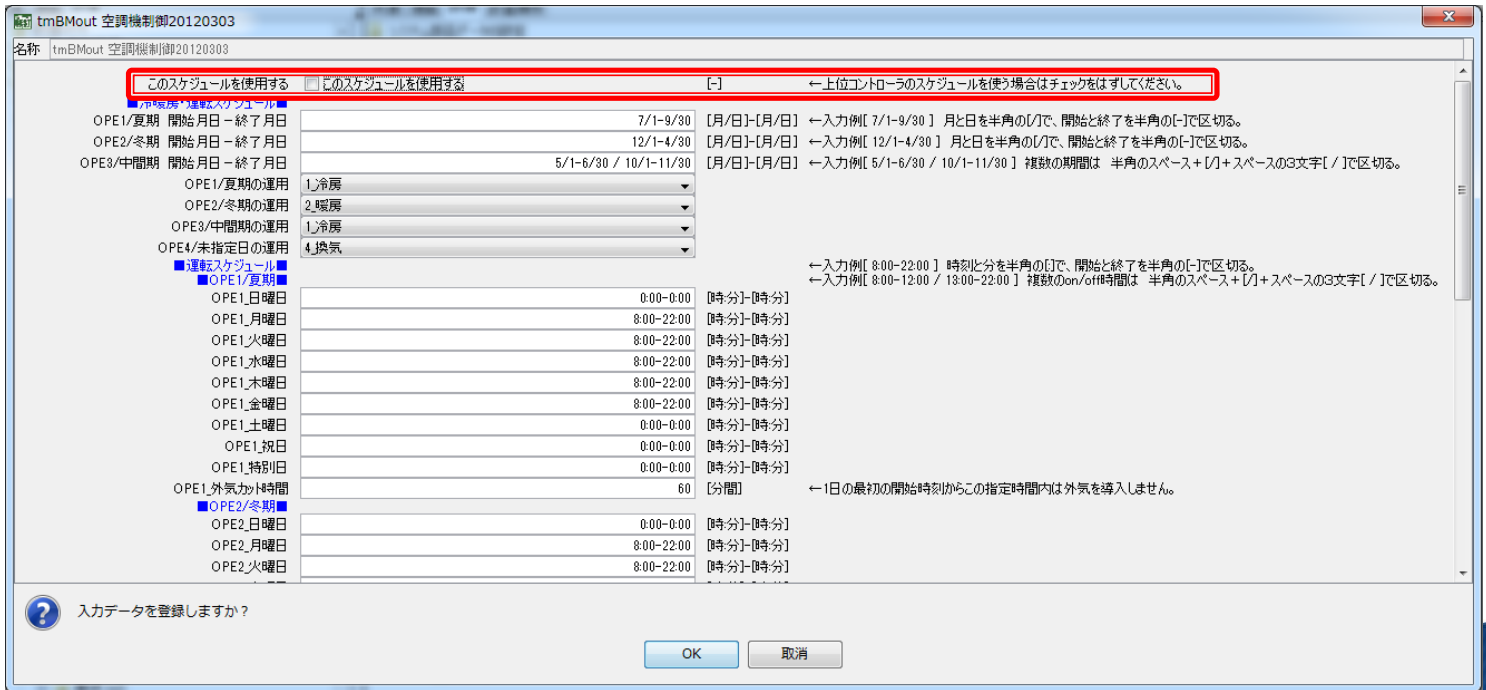 tmBMout 空調機制御20120303
名称 tmBMout 空調機制御20120303
このスケジュールを使用する このスケジュールを使用する [-] ←上位コントローラのスケジュールを使う場合はチェックをはずしてください。
■冷暖房・運転スケジュール■
OPE1/夏期 開始月日－終了月日 7/1-9/30 [月/日]-[月/日] ←入力例[ 7/1-9/30 ] 月と日を半角の[/]で、開始と終了を半角の[-]で区切る。
OPE2/冬期 開始月日－終了月日 12/1-4/30 [月/日]-[月/日] ←入力例[ 12/1-4/30 ] 月と日を半角の[/]で、開始と終了を半角の[-]で区切る。
OPE3/中間期 開始月日－終了月日 5/1-6/30 / 10/1-11/30 [月/日]-[月/日] ←入力例[ 5/1-6/30 / 10/1-11/30 ] 複数の期間は 半角のスペース+[/]+スペースの3文字[ / ]で区切る。
OPE1/夏期の運用 1_冷房
OPE2/冬期の運用 2_暖房
OPE3/中間期の運用 1_冷房
OPE4/未指定日の運用 4_換気
■運転スケジュール■ ←入力例[ 8:00-22:00 ] 時刻と分を半角の[:]で、開始と終了を半角の[-]で区切る。
■OPE1/夏期■ ←入力例[ 8:00-12:00 / 13:00-22:00 ] 複数のon/off時間は 半角のスペース+[/]+スペースの3文字[ / ]で区切る。
OPE1_日曜日 0:00-0:00 [時:分]-[時:分]
OPE1_月曜日 8:00-22:00 [時:分]-[時:分]
OPE1_火曜日 8:00-22:00 [時:分]-[時:分]
OPE1_水曜日 8:00-22:00 [時:分]-[時:分]
OPE1_木曜日 8:00-22:00 [時:分]-[時:分]
OPE1_金曜日 8:00-22:00 [時:分]-[時:分]
OPE1_土曜日 0:00-0:00 [時:分]-[時:分]
OPE1_祝日 0:00-0:00 [時:分]-[時:分]
OPE1_特別日 0:00-0:00 [時:分]-[時:分]
OPE1_外気カット時間 60 [分間] ←1日の最初の開始時刻からこの指定時間内は外気を導入しません。
■OPE2/冬期■
OPE2_日曜日 0:00-0:00 [時:分]-[時:分]
OPE2_月曜日 8:00-22:00 [時:分]-[時:分]
OPE2_火曜日 8:00-22:00 [時:分]-[時:分]
入力データを登録しますか？
OK 取消